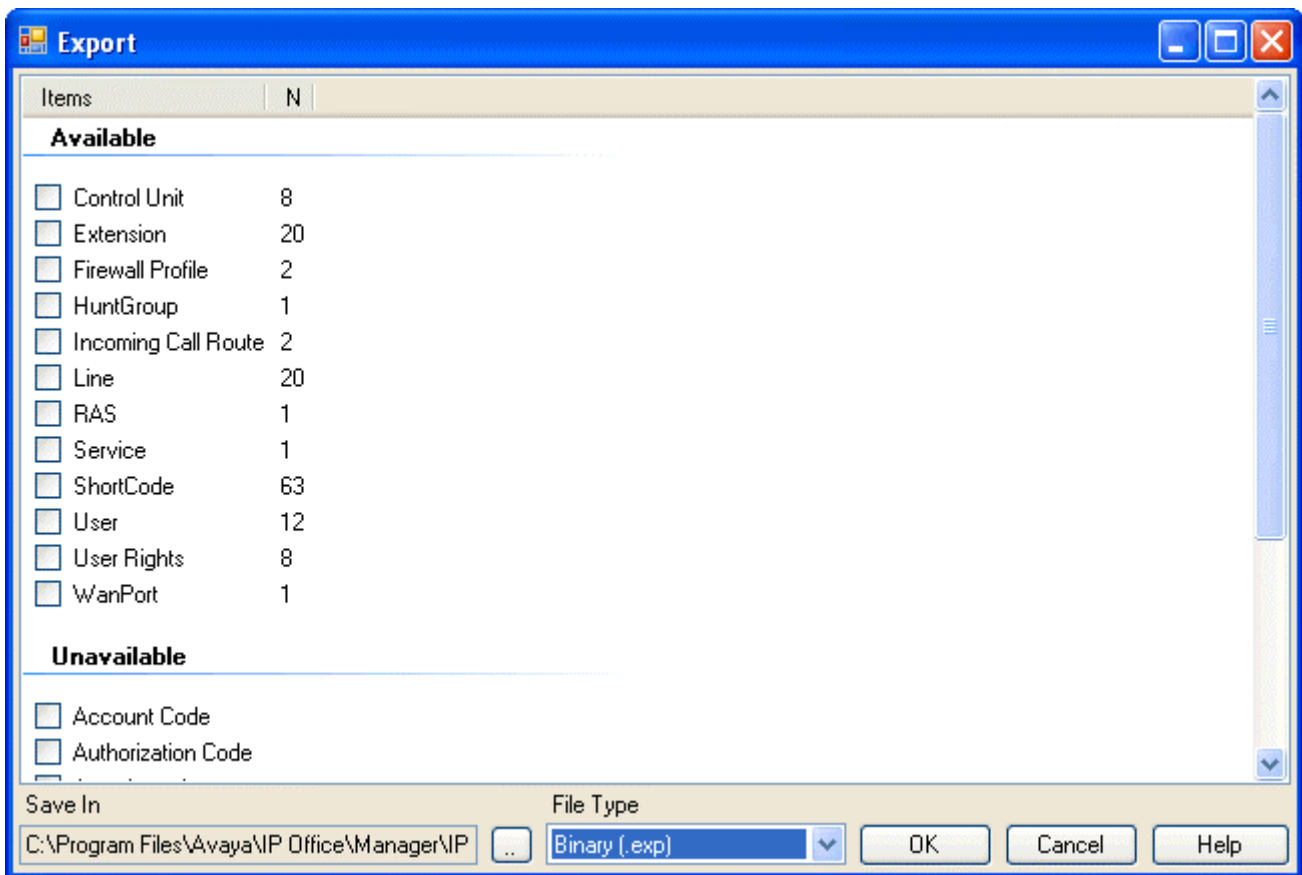 Export
Items N
Available
Control Unit 8
Extension 20
Firewall Profile 2
HuntGroup 1
Incoming Call Route 2
Line 20
RAS 1
Service 1
ShortCode 63
User 12
User Rights 8
WanPort 1
Unavailable
Account Code
Authorization Code
Save In File Type
C:\Program Files\Avaya\IP Office\Manager\IP .. Binary (.exp) OK Cancel Help